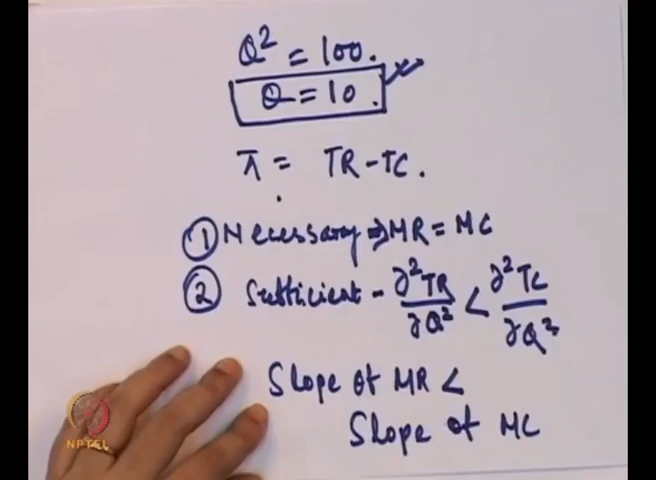 Q² = 100.
Q = 10.
π = TR - TC.
① Necessary ⇒ MR = MC
② Sufficient - ∂²TR/∂Q² < ∂²TC/∂Q²
Slope of MR <
Slope of MC
NPTEL